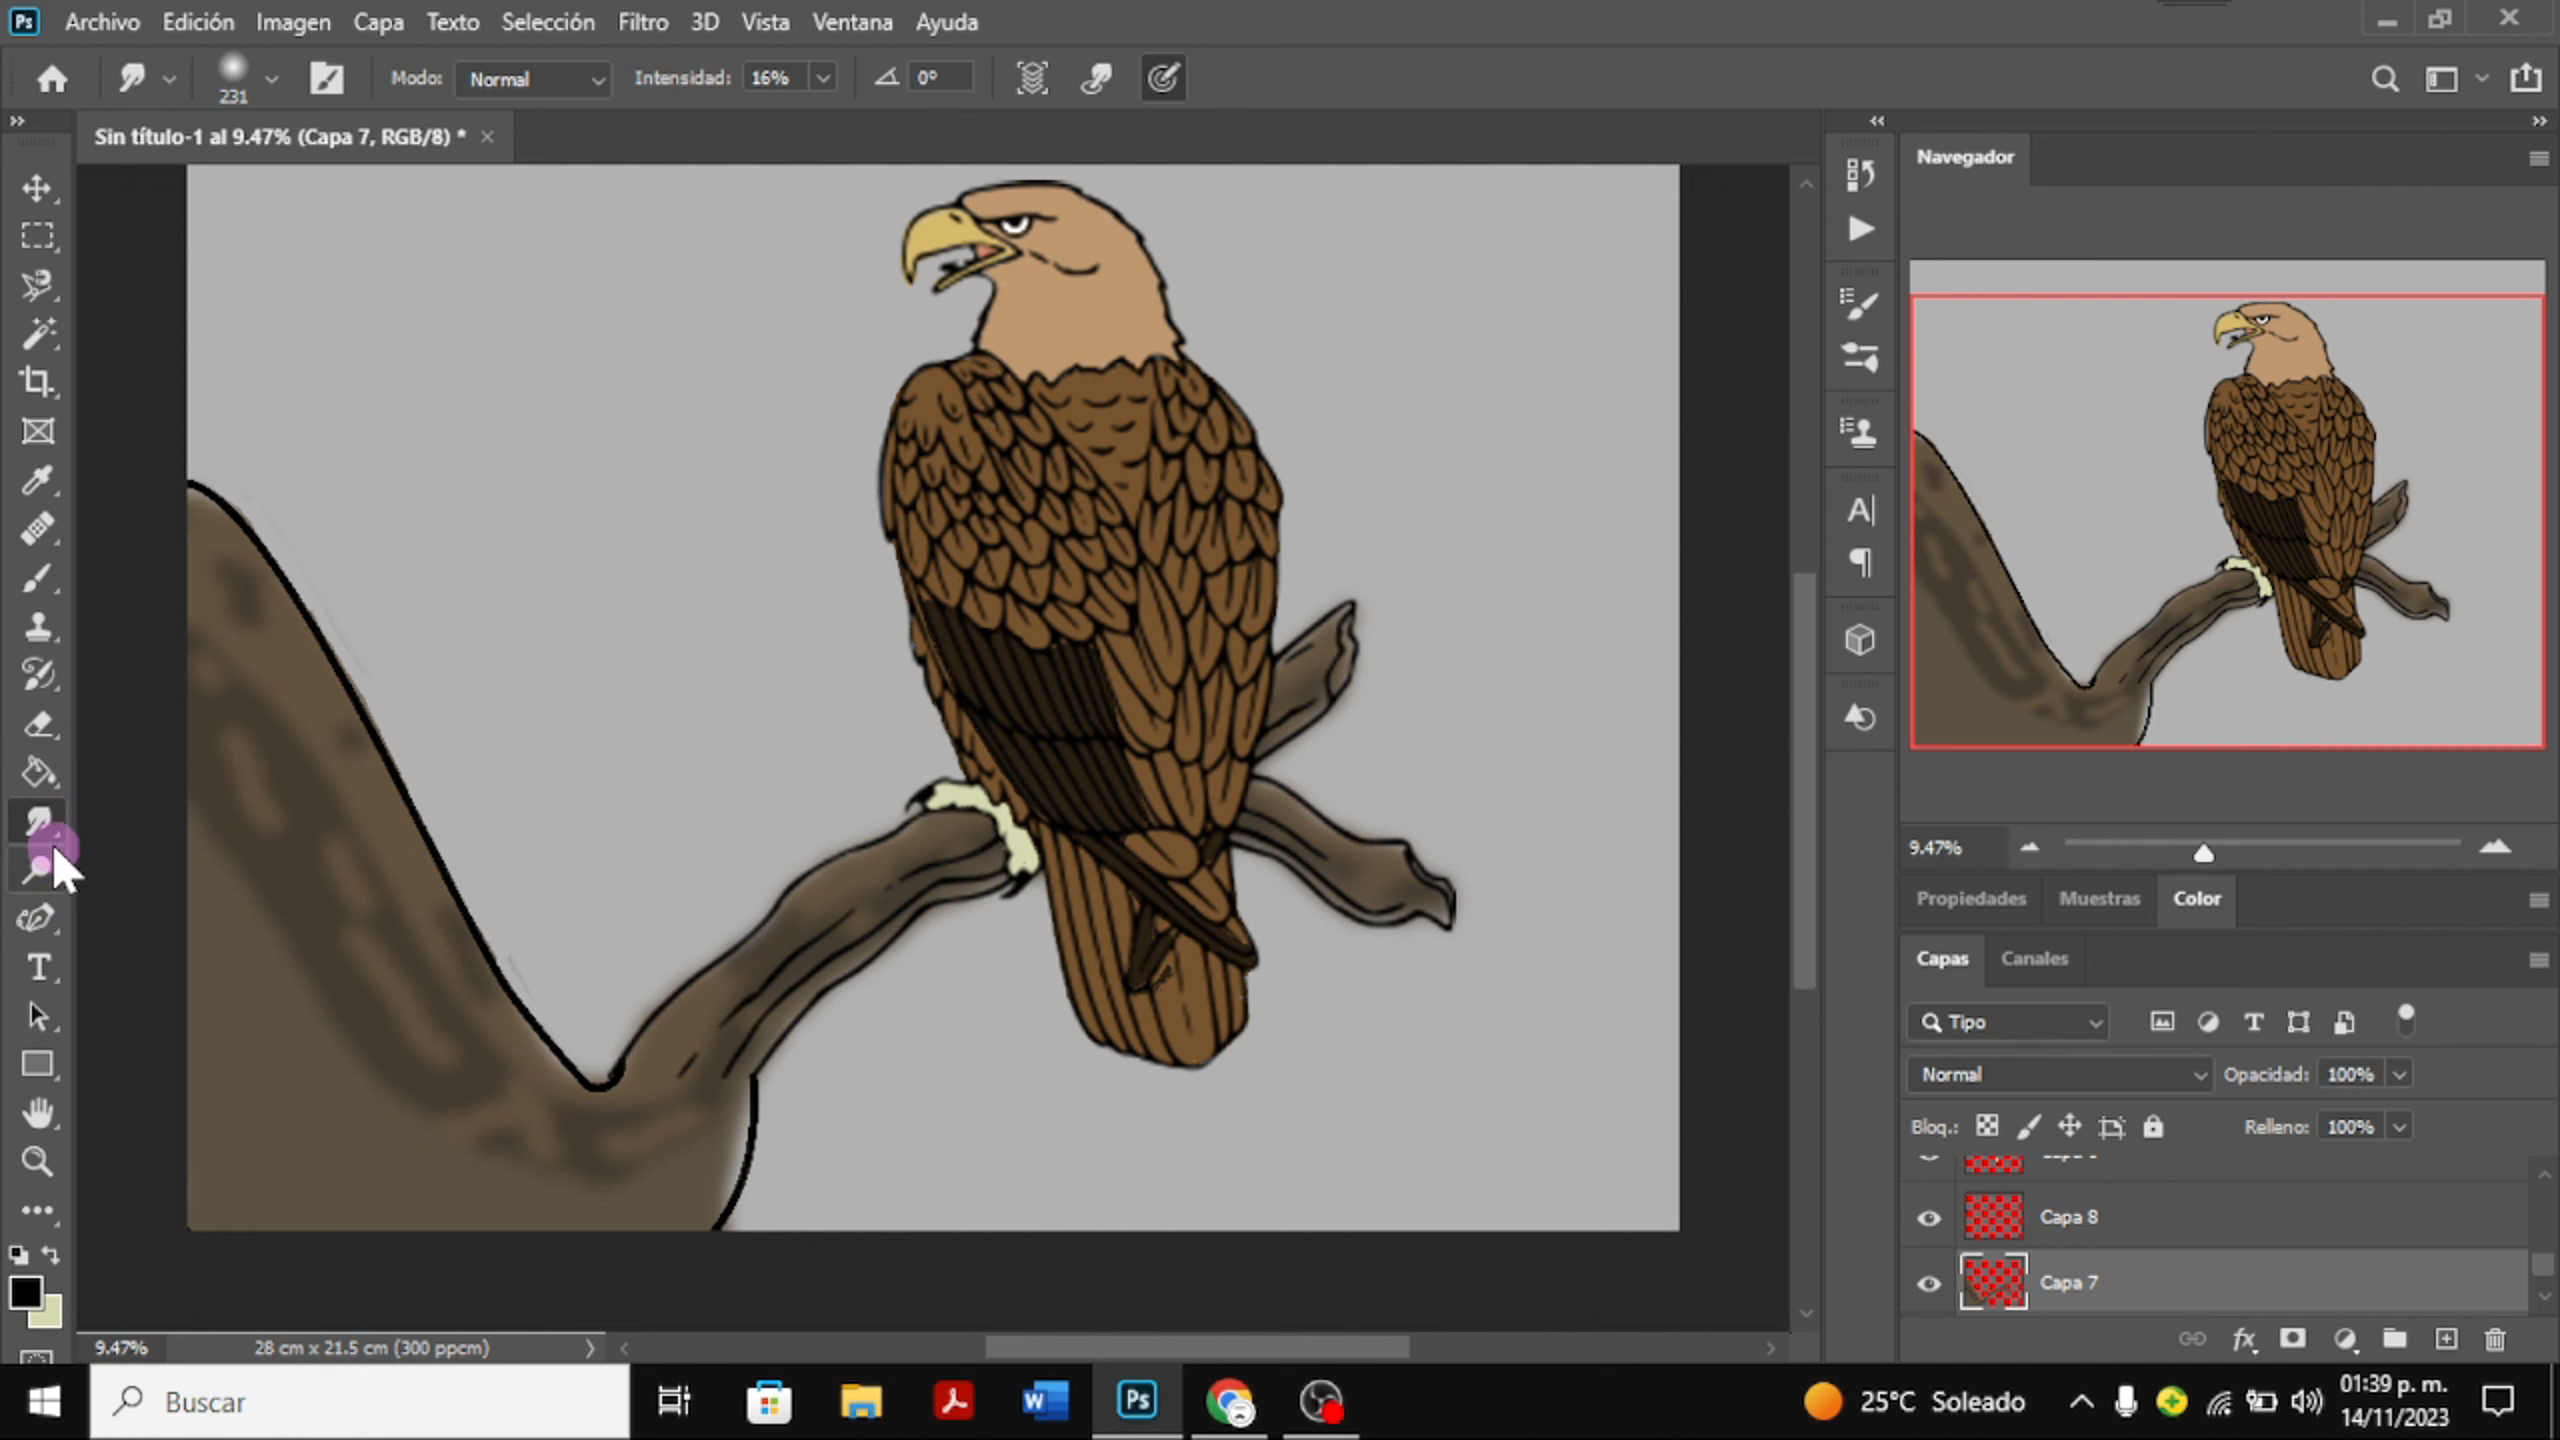 Ps Archivo Edición Imagen Capa Texto Selección Filtro 3D Vista Ventana Ayuda
231 Modo: Normal Intensidad: 16% 0°
Sin título-1 al 9.47% (Capa 7, RGB/8) * ×
Navegador
9.47%
Propiedades Muestras Color
Capas Canales
Tipo
Normal Opacidad: 100%
Bloq.: Relleno: 100%
Capa 8
Capa 7
9.47% 28 cm x 21.5 cm (300 ppcm)
Buscar
Ps
25°C Soleado
01:39 p. m.
14/11/2023